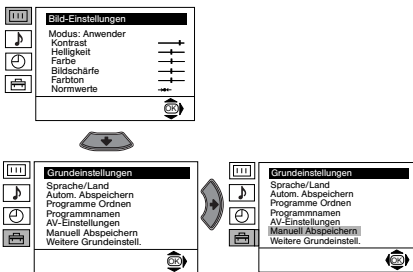 Bild-Einstellungen
Modus: Anwender
Kontrast
Helligkeit
Farbe
Bildschärfe
Farbton
Normwerte
OK
Grundeinstellungen
Sprache/Land
Autom. Abspeichern
Programme Ordnen
Programmnamen
AV-Einstellungen
Manuell Abspeichern
Weitere Grundeinstell.
OK
Grundeinstellungen
Sprache/Land
Autom. Abspeichern
Programme Ordnen
Programmnamen
AV-Einstellungen
Manuell Abspeichern
Weitere Grundeinstell.
OK